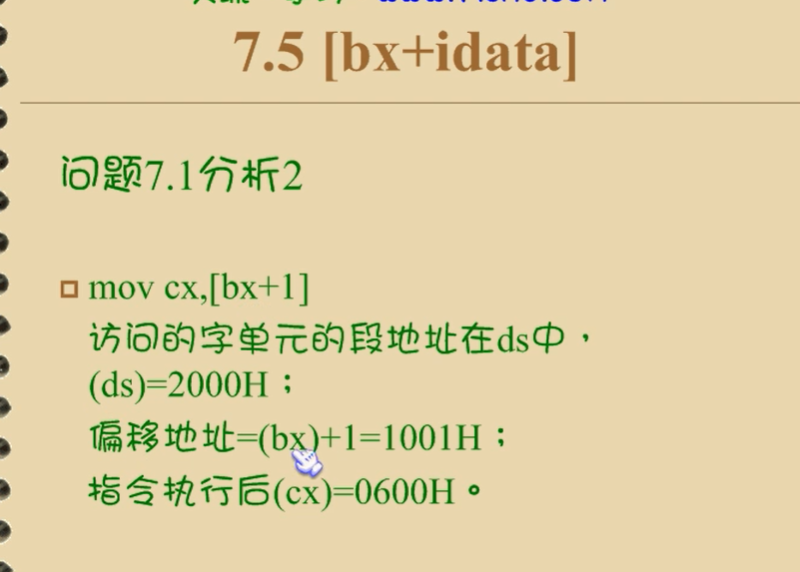 7.5 [bx+idata]
问题7.1分析2
mov cx,[bx+1]
访问的字单元的段地址在ds中，
(ds)=2000H；
偏移地址=(bx)+1=1001H；
指令执行后(cx)=0600H。